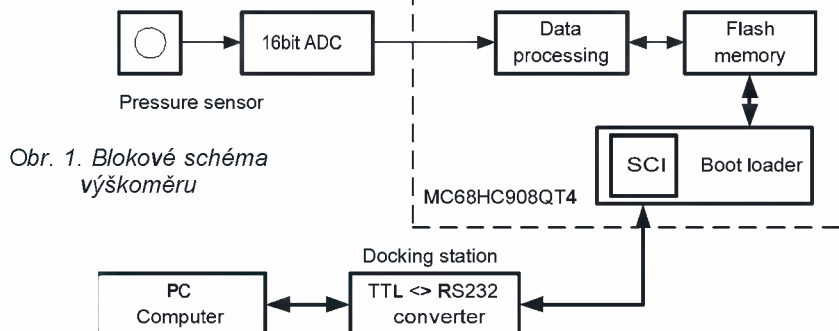 Data
processing
Flash
memory
16bit ADC
Pressure sensor
Obr. 1. Blokové schéma
výškoměru
SCI
Boot loader
MC68HC908QT4
Docking station
PC
Computer
TTL <> RS232
converter